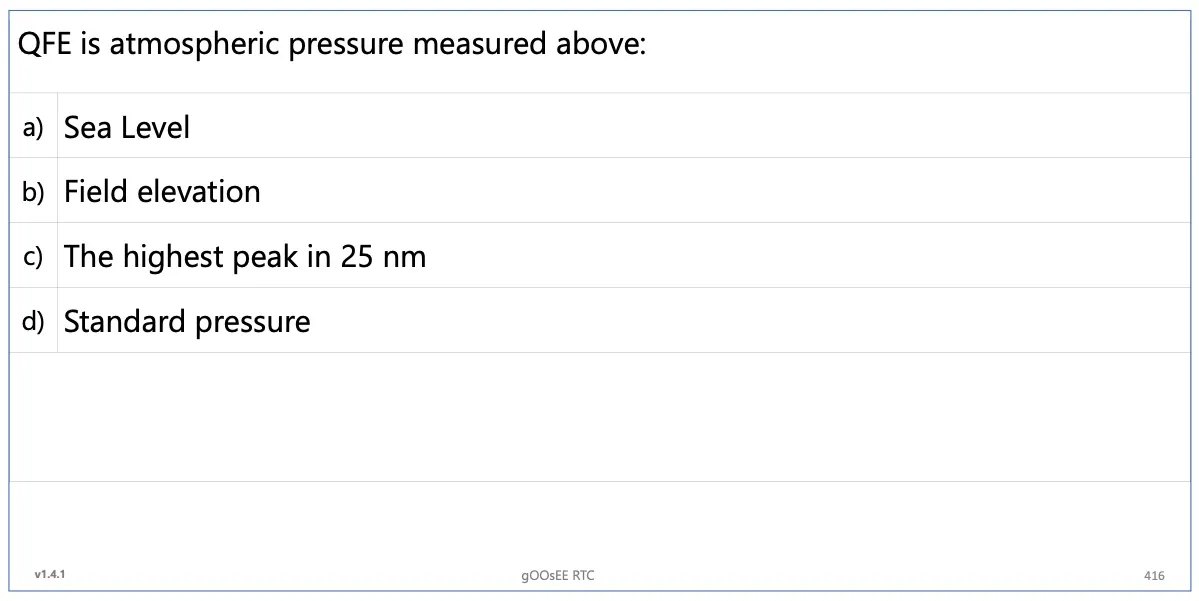 QFE is atmospheric pressure measured above:
a) Sea Level
b) Field elevation
c) The highest peak in 25 nm
d) Standard pressure
v1.4.1 gOOsEE RTC 416